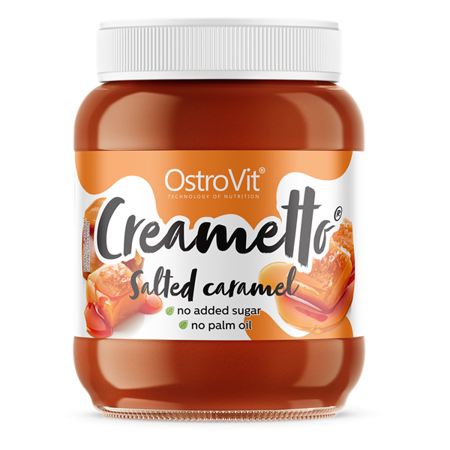 OstroVit®
TECHNOLOGY OF NUTRITION
Creametto®
Salted caramel
no added sugar
no palm oil